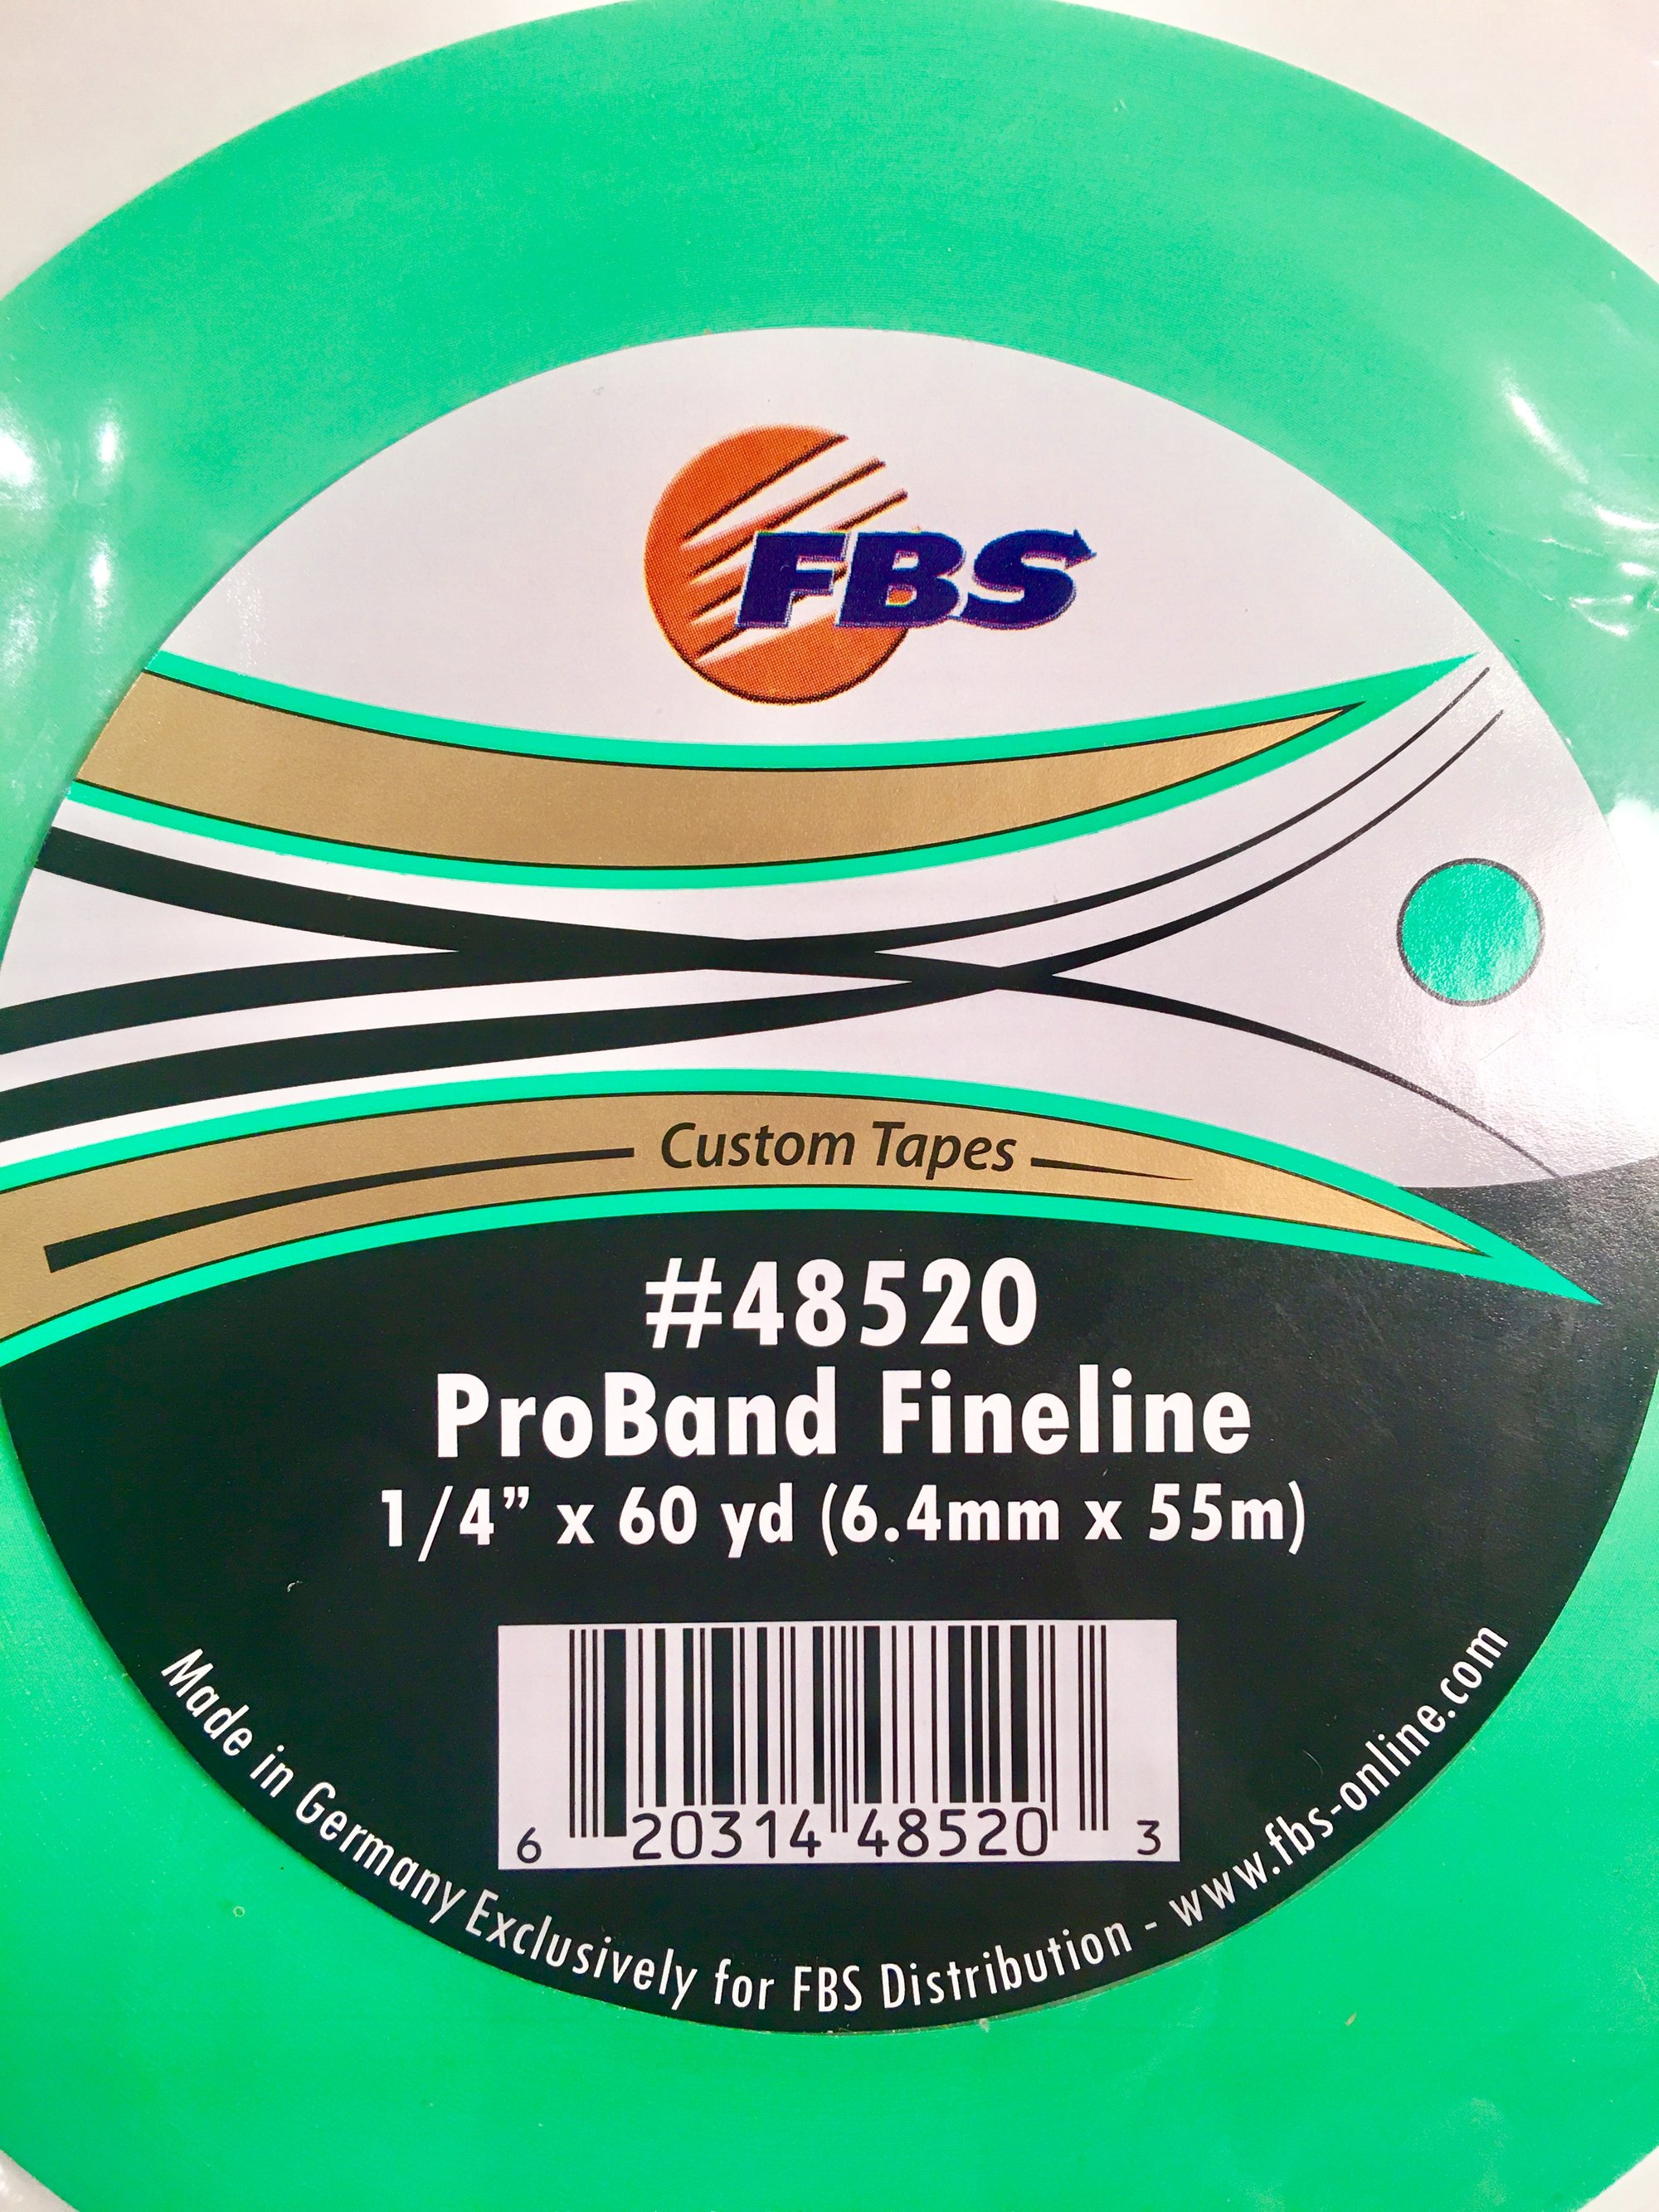 FBS
Custom Tapes
#48520
ProBand Fineline
1/4” x 60 yd (6.4mm x 55m)
6 20314 48520 3
Made in Germany Exclusively for FBS Distribution - www.fbs-online.com